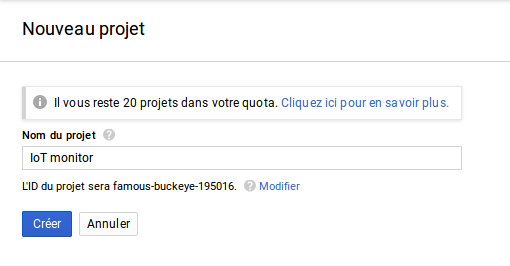 Nouveau projet
Il vous reste 20 projets dans votre quota. Cliquez ici pour en savoir plus.
Nom du projet ?
IoT monitor
L'ID du projet sera famous-buckeye-195016. ? Modifier
Créer Annuler